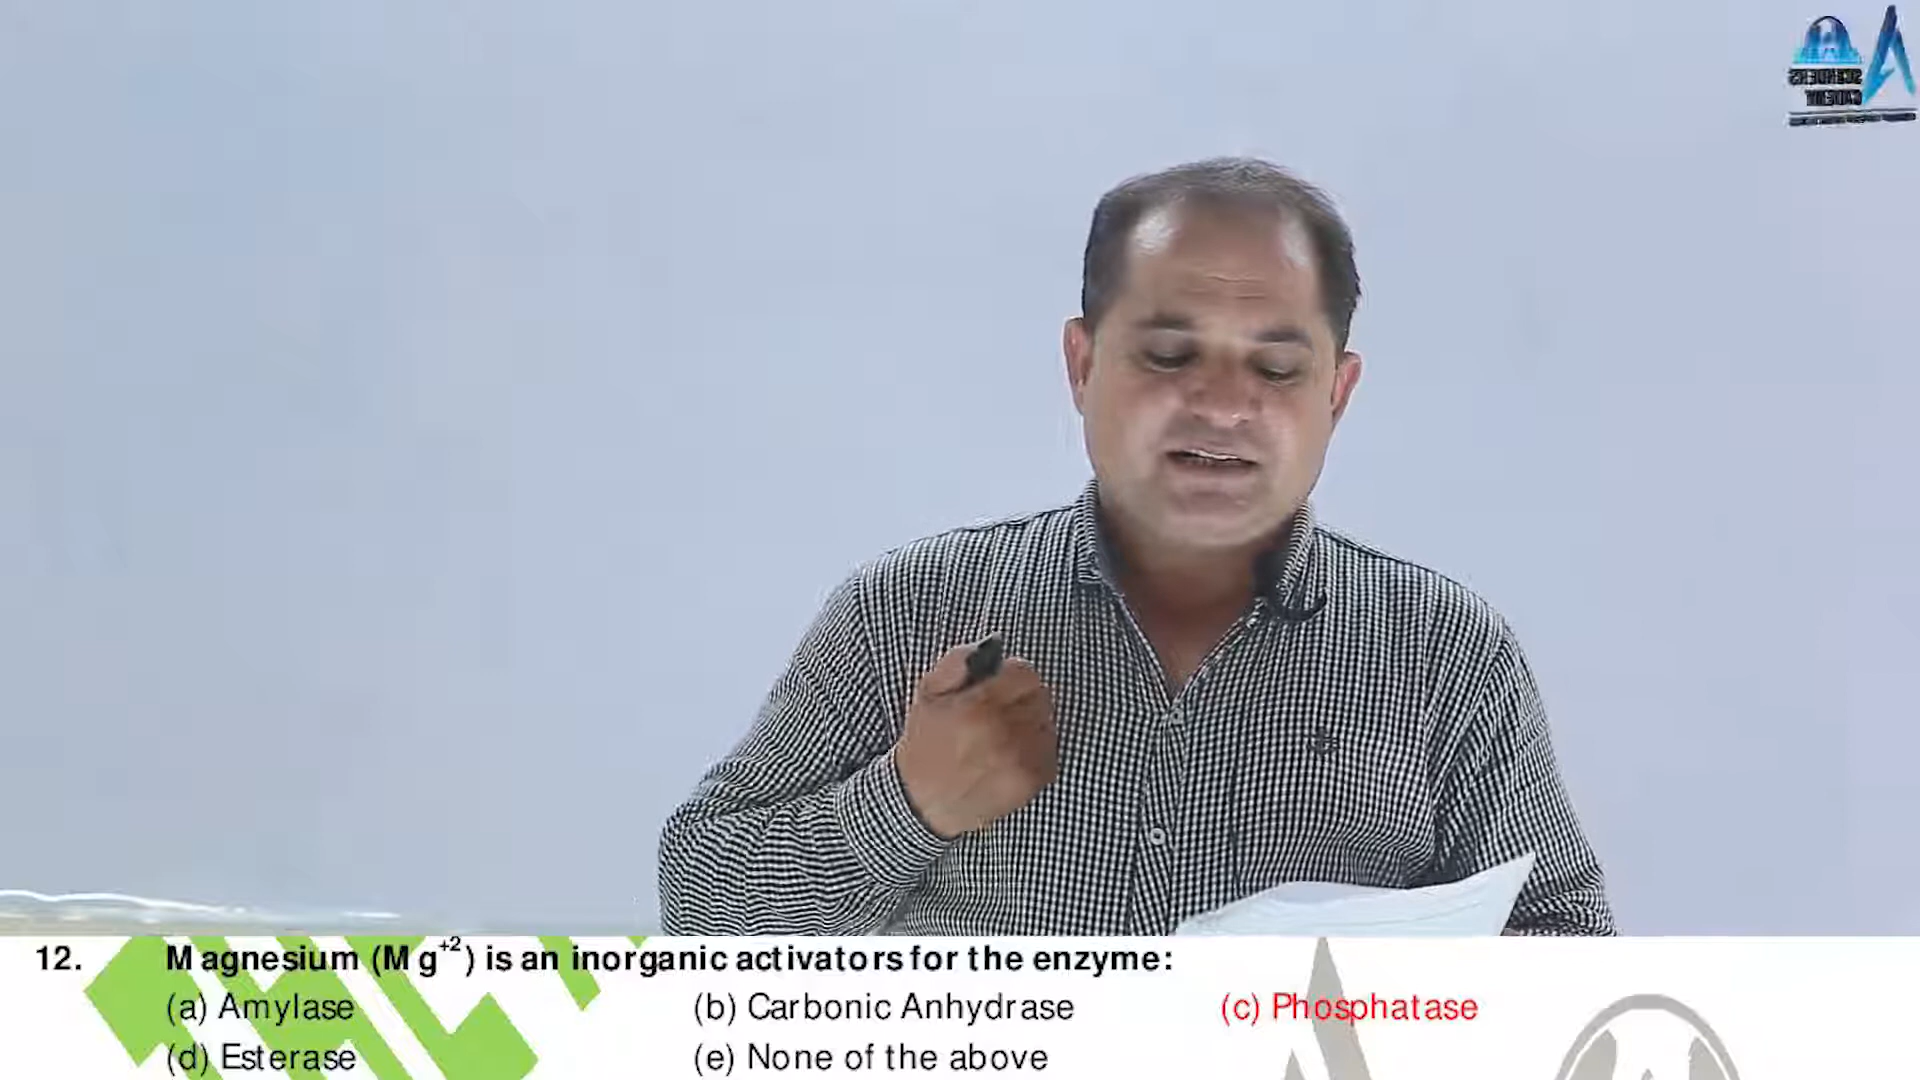 12. Magnesium (Mg+2) is an inorganic activators for the enzyme:
(a) Amylase (b) Carbonic Anhydrase (c) Phosphatase
(d) Esterase (e) None of the above